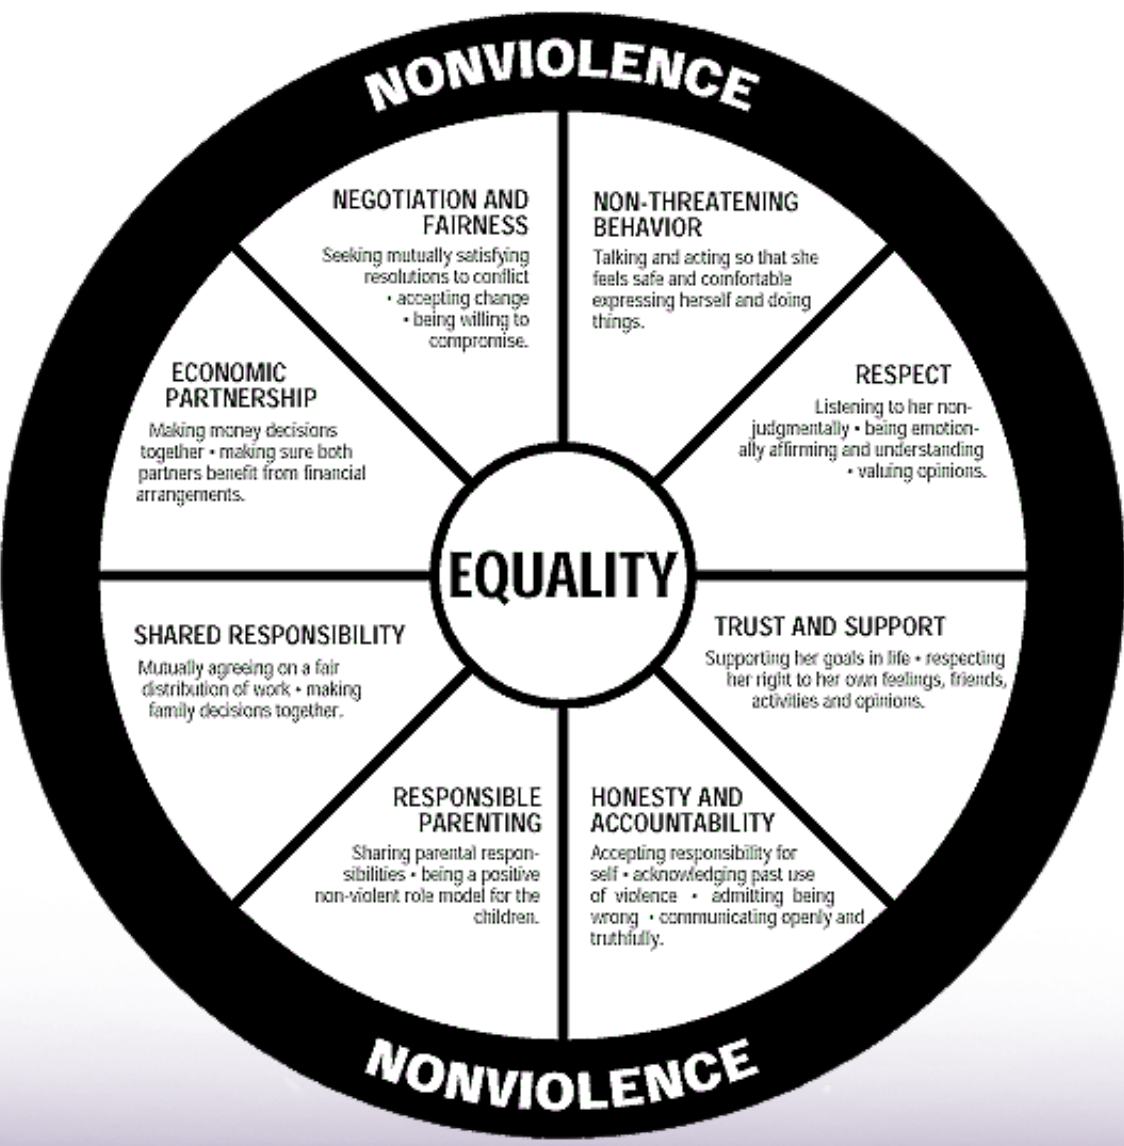 NONVIOLENCE
NEGOTIATION AND
FAIRNESS
Seeking mutually satisfying
resolutions to conflict
• accepting change
• being willing to
compromise.
NON-THREATENING
BEHAVIOR
Talking and acting so that she
feels safe and comfortable
expressing herself and doing
things.
ECONOMIC
PARTNERSHIP
Making money decisions
together • making sure both
partners benefit from financial
arrangements.
RESPECT
Listening to her non-
judgmentally • being emotion-
ally affirming and understanding
• valuing opinions.
EQUALITY
SHARED RESPONSIBILITY
Mutually agreeing on a fair
distribution of work • making
family decisions together.
TRUST AND SUPPORT
Supporting her goals in life • respecting
her right to her own feelings, friends,
activities and opinions.
RESPONSIBLE
PARENTING
Sharing parental respon-
sibilities • being a positive
non-violent role model for the
children.
HONESTY AND
ACCOUNTABILITY
Accepting responsibility for
self • acknowledging past use
of violence • admitting being
wrong • communicating openly and
truthfully.
NONVIOLENCE